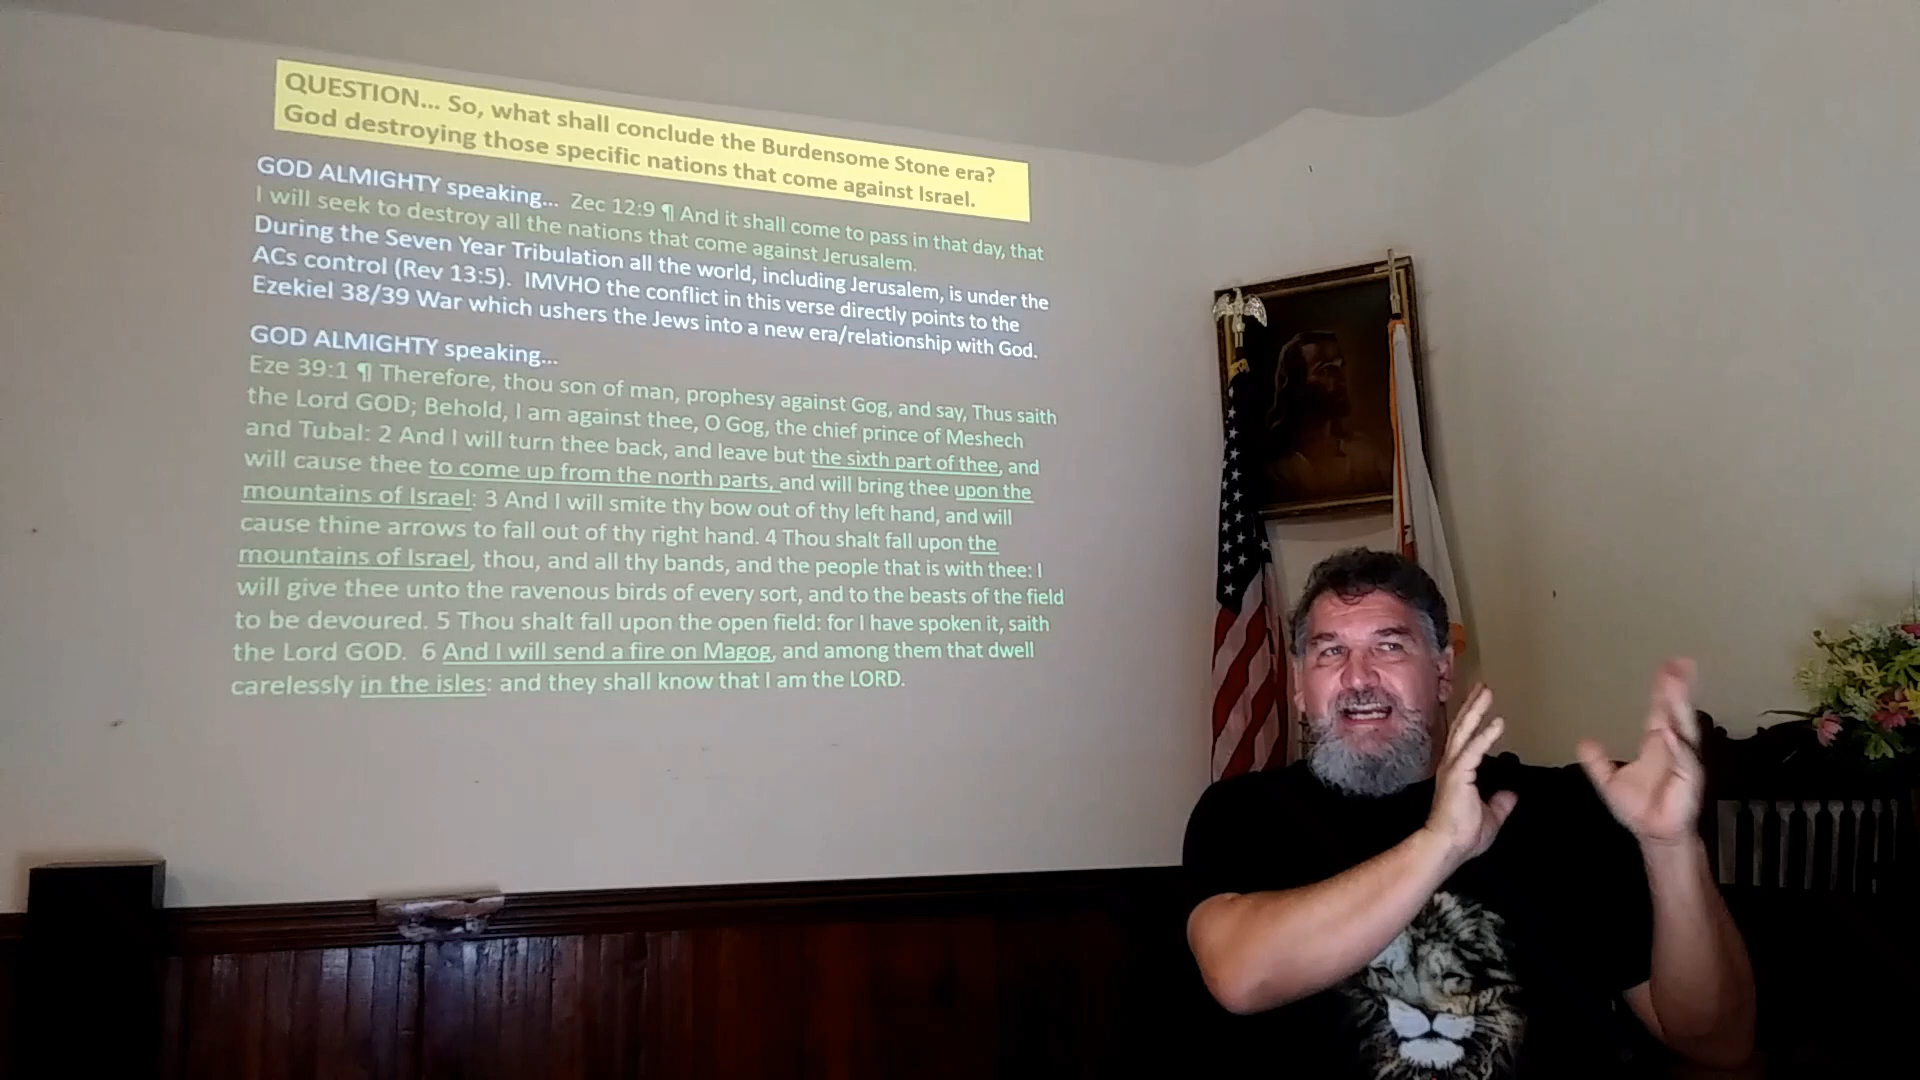 QUESTION... So, what shall conclude the Burdensome Stone era?
God destroying those specific nations that come against Israel.
GOD ALMIGHTY speaking... Zec 12:9 ¶ And it shall come to pass in that day, that
I will seek to destroy all the nations that come against Jerusalem.
During the Seven Year Tribulation all the world, including Jerusalem, is under the
ACs control (Rev 13:5). IMVHO the conflict in this verse directly points to the
Ezekiel 38/39 War which ushers the Jews into a new era/relationship with God.
GOD ALMIGHTY speaking...
Eze 39:1 ¶ Therefore, thou son of man, prophesy against Gog, and say, Thus saith
the Lord GOD; Behold, I am against thee, O Gog, the chief prince of Meshech
and Tubal: 2 And I will turn thee back, and leave but the sixth part of thee, and
will cause thee to come up from the north parts, and will bring thee upon the
mountains of Israel: 3 And I will smite thy bow out of thy left hand, and will
cause thine arrows to fall out of thy right hand. 4 Thou shalt fall upon the
mountains of Israel, thou, and all thy bands, and the people that is with thee: I
will give thee unto the ravenous birds of every sort, and to the beasts of the field
to be devoured. 5 Thou shalt fall upon the open field: for I have spoken it, saith
the Lord GOD. 6 And I will send a fire on Magog, and among them that dwell
carelessly in the isles: and they shall know that I am the LORD.